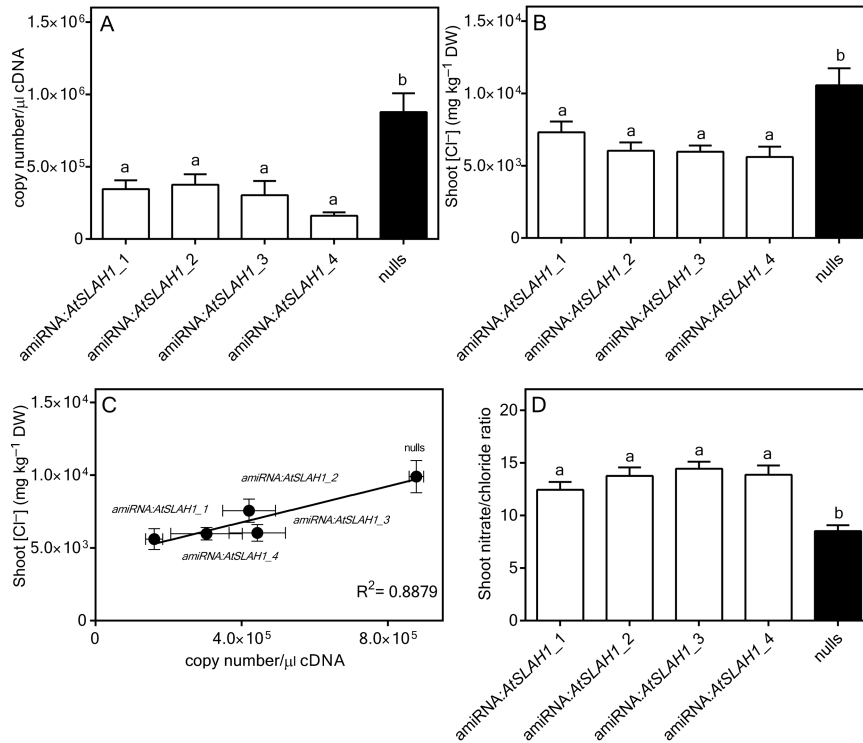 A
copy number/µl cDNA
1.5×10⁶
1.0×10⁶
5.0×10⁵
0
a
a
a
a
b
amiRNA:AtSLAH1_1
amiRNA:AtSLAH1_2
amiRNA:AtSLAH1_3
amiRNA:AtSLAH1_4
nulls
B
Shoot [Cl⁻] (mg kg⁻¹ DW)
1.5×10⁴
1.0×10⁴
5.0×10³
0
a
a
a
a
b
amiRNA:AtSLAH1_1
amiRNA:AtSLAH1_2
amiRNA:AtSLAH1_3
amiRNA:AtSLAH1_4
nulls
C
Shoot [Cl⁻] (mg kg⁻¹ DW)
1.5×10⁴
1.0×10⁴
5.0×10³
0
nulls
amiRNA:AtSLAH1_2
amiRNA:AtSLAH1_1
amiRNA:AtSLAH1_3
amiRNA:AtSLAH1_4
R²= 0.8879
0
4.0×10⁵
8.0×10⁵
copy number/µl cDNA
D
Shoot nitrate/chloride ratio
20
15
10
5
0
a
a
a
a
b
amiRNA:AtSLAH1_1
amiRNA:AtSLAH1_2
amiRNA:AtSLAH1_3
amiRNA:AtSLAH1_4
nulls